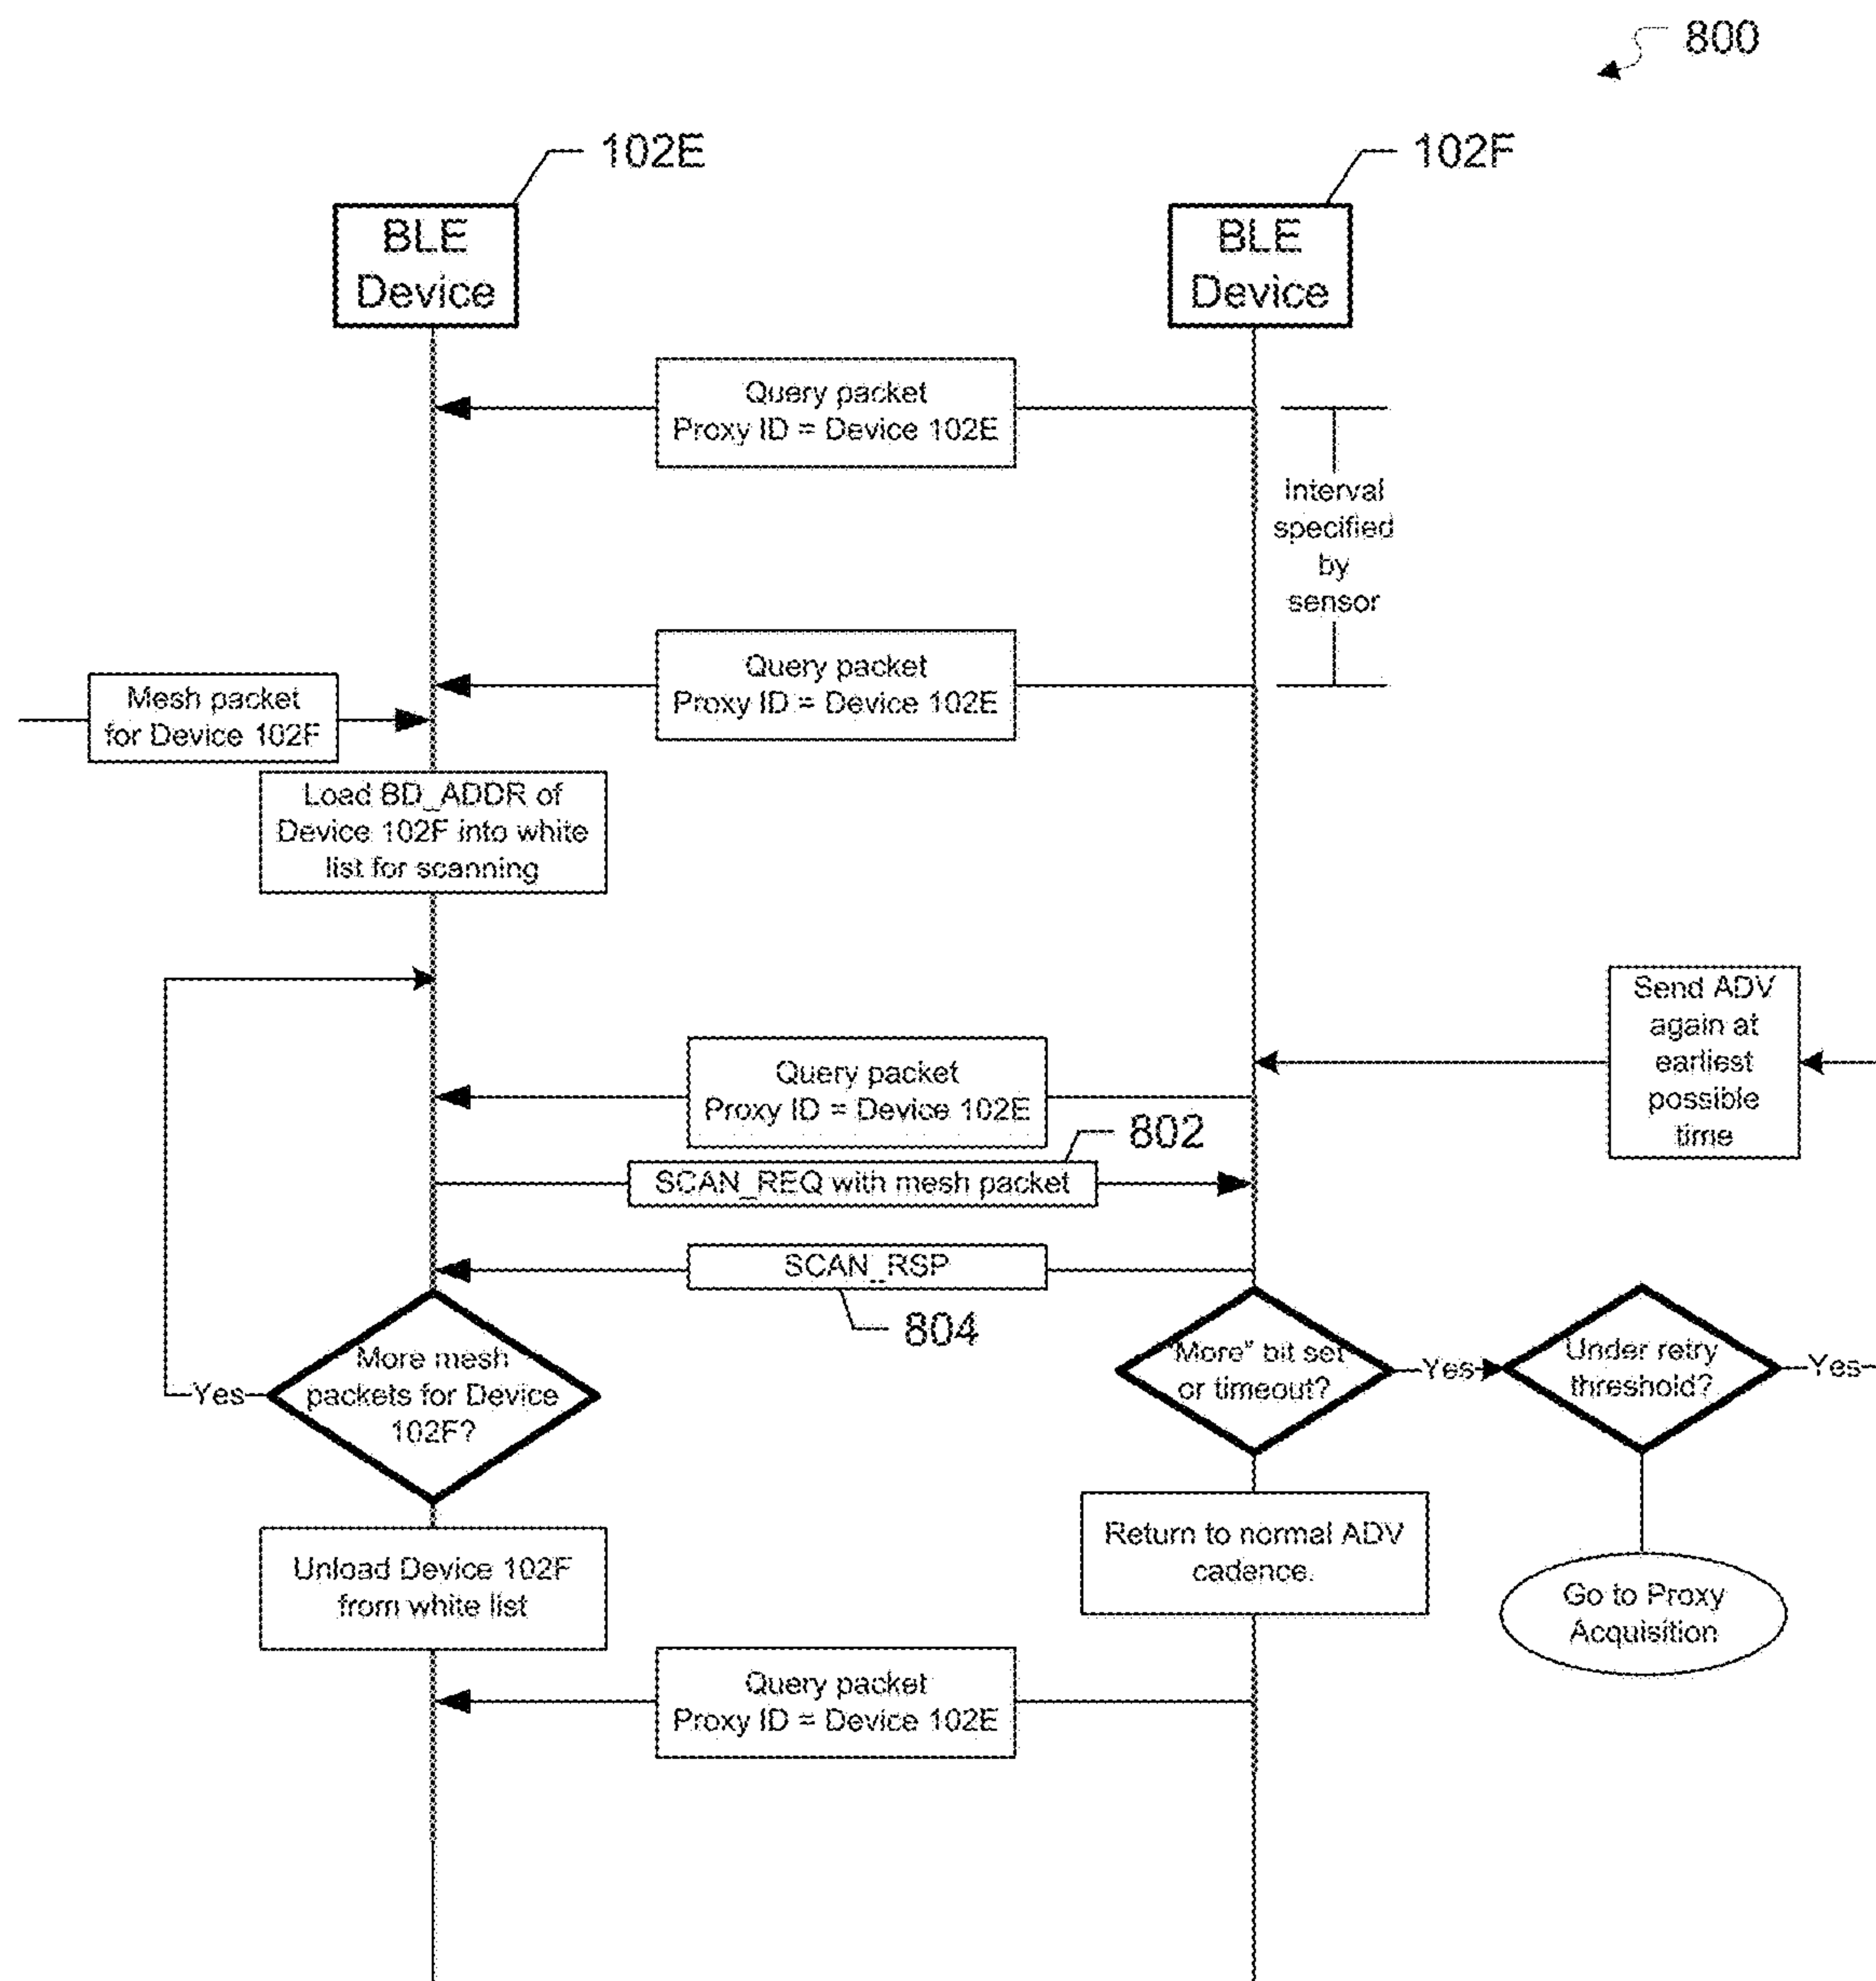 800
102E
102F
BLE
Device
BLE
Device
Query packet
Proxy ID = Device 102E
Interval
specified
by
sensor
Query packet
Proxy ID = Device 102E
Mesh packet
for Device 102F
Load BD_ADDR of
Device 102F into white
list for scanning
Send ADV
again at
earliest
possible
time
Query packet
Proxy ID = Device 102E
802
SCAN_REQ with mesh packet
SCAN_RSP
804
More mesh
packets for Device
102F?
Yes
"More" bit set
or timeout?
Yes
Under retry
threshold?
Yes
Unload Device 102F
from white list
Return to normal ADV
cadence.
Go to Proxy
Acquisition
Query packet
Proxy ID = Device 102E